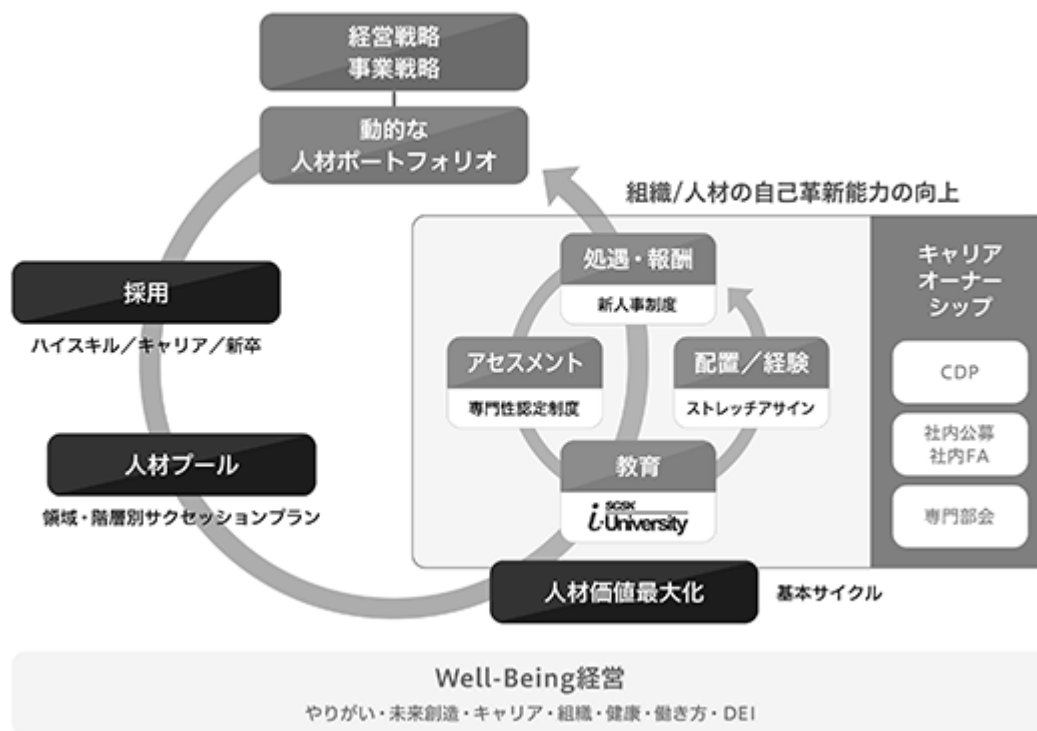 経営戦略
事業戦略
動的な
人材ポートフォリオ
組織/人材の自己革新能力の向上
採用
ハイスキル／キャリア／新卒
人材プール
領域・階層別サクセッションプラン
処遇・報酬
新人事制度
アセスメント
専門性認定制度
配置／経験
ストレッチアサイン
教育
SCSK
i-University
人材価値最大化
基本サイクル
キャリア
オーナー
シップ
CDP
社内公募
社内FA
専門部会
Well-Being経営
やりがい・未来創造・キャリア・組織・健康・働き方・DEI